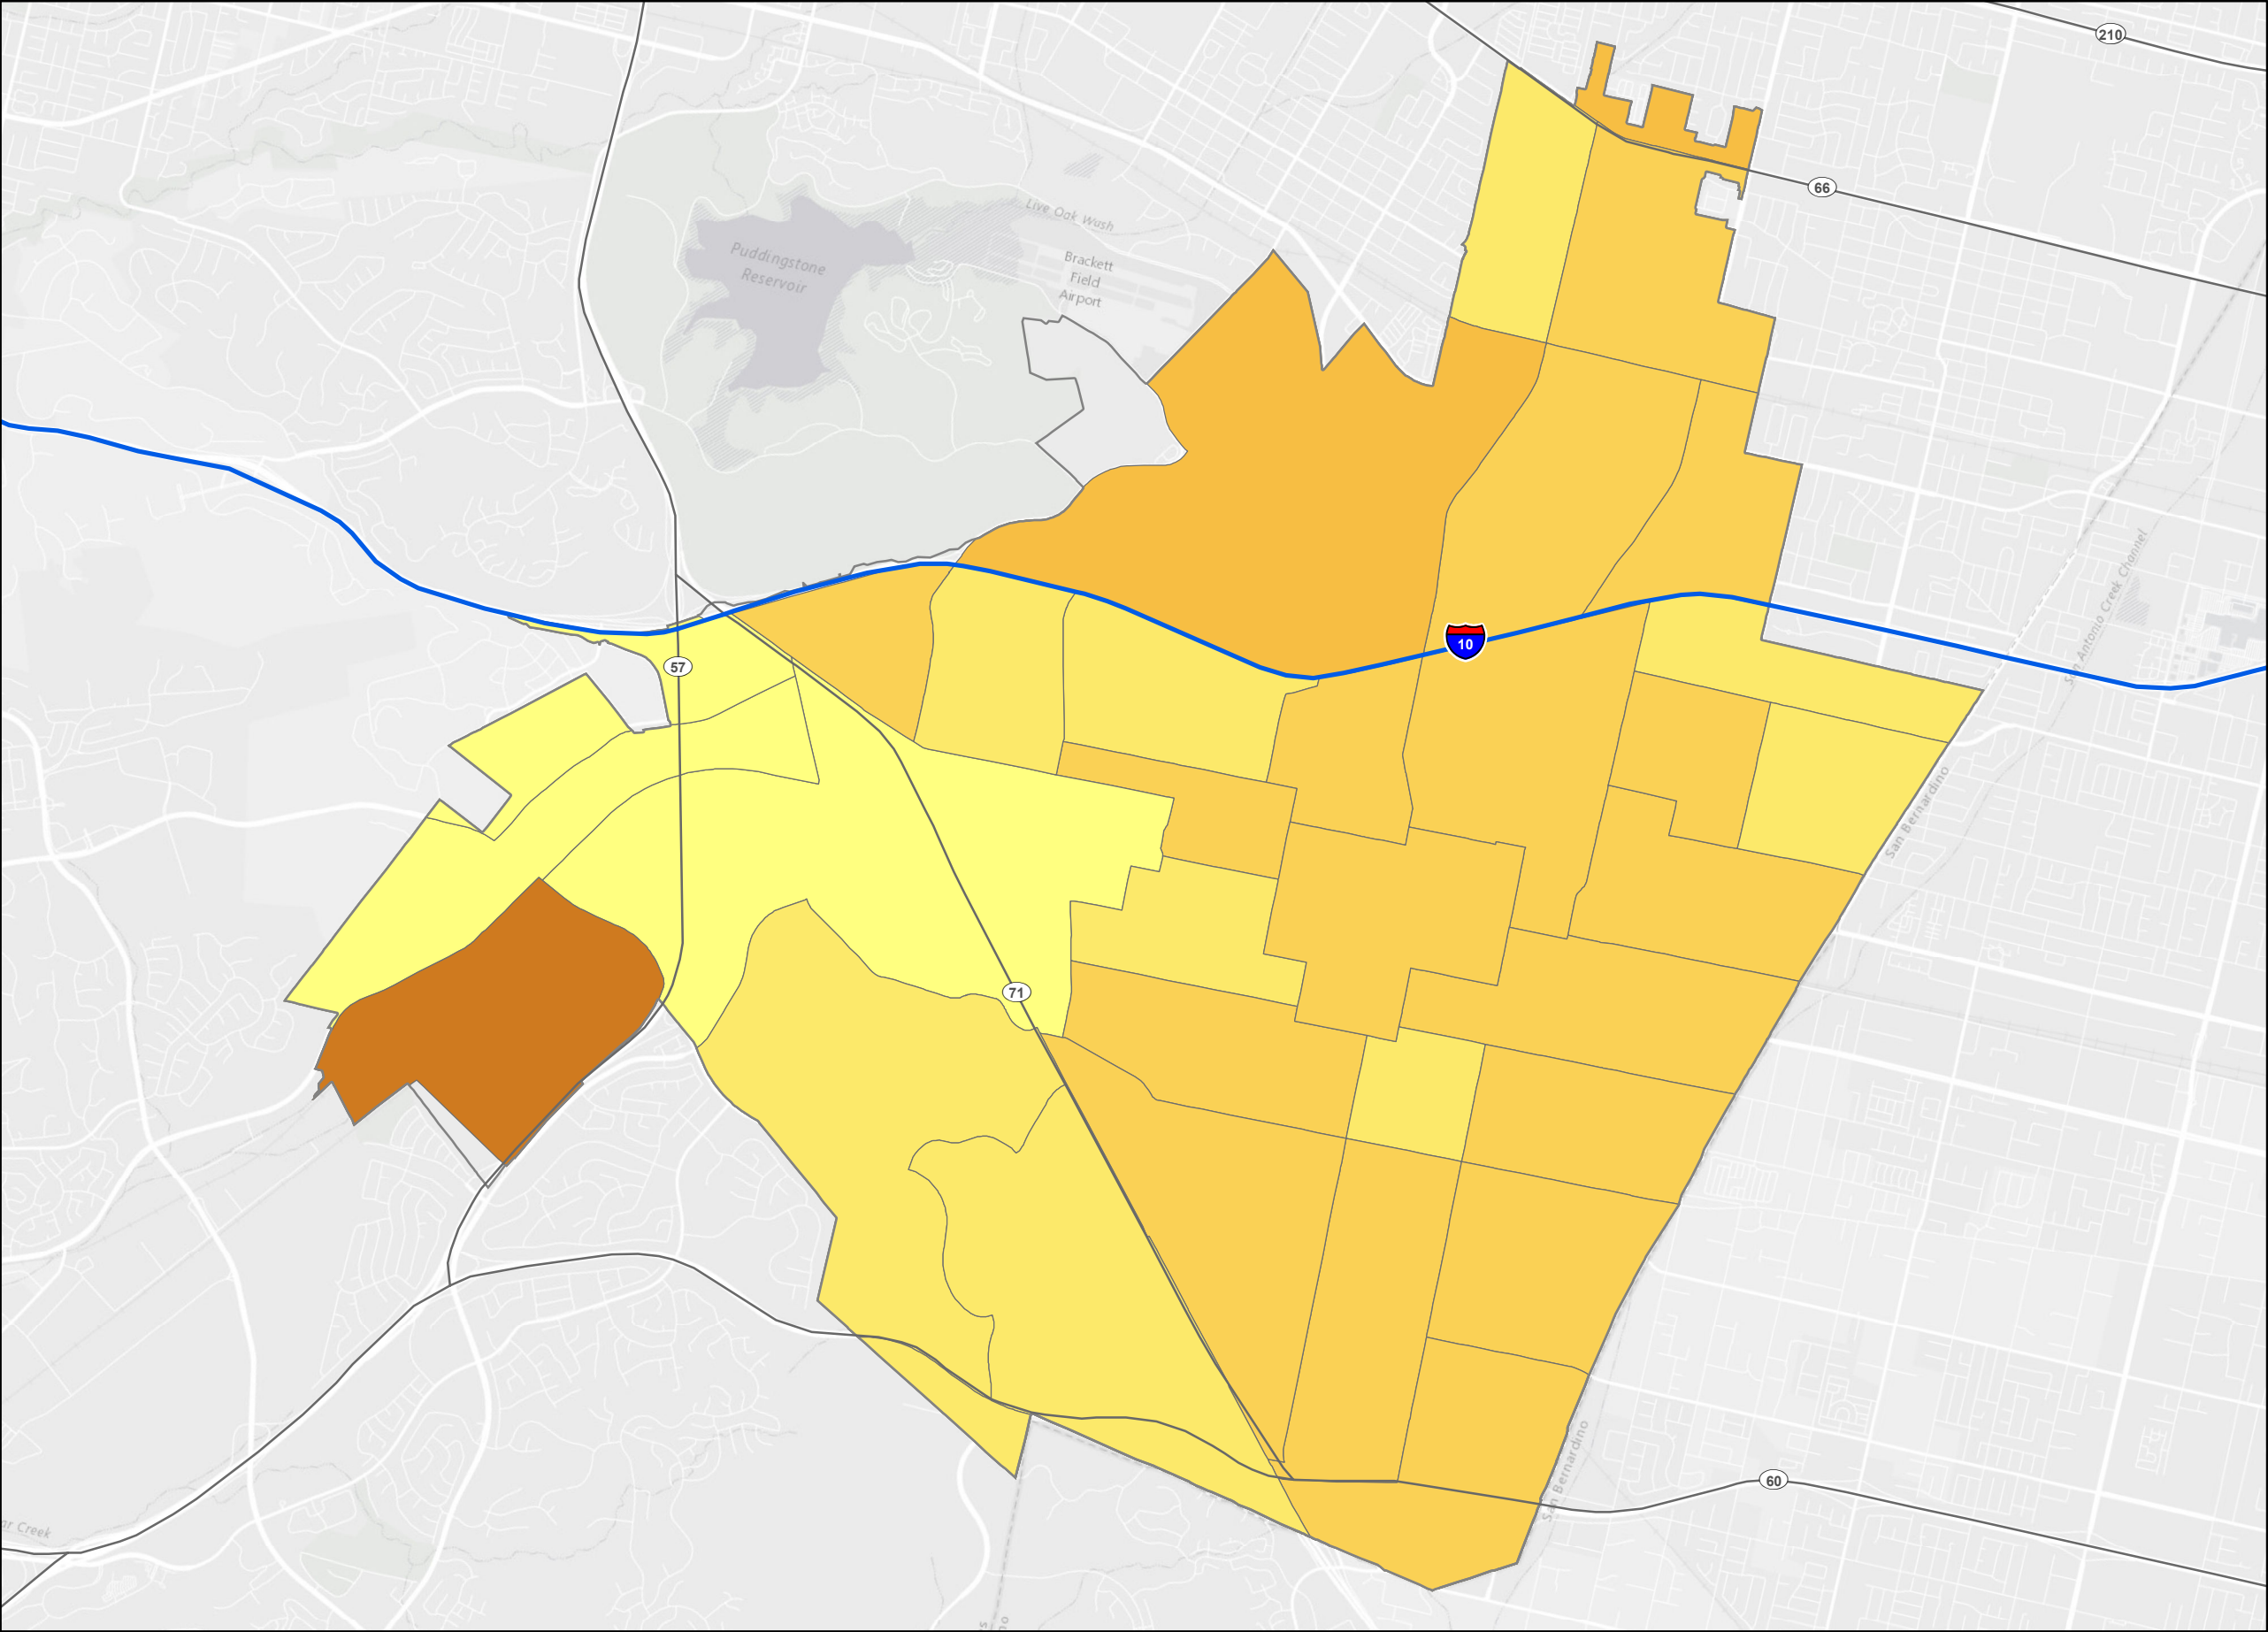 210
66
Live Oak Wash
Puddingstone
Reservoir
Brackett
Field
Airport
San Antonio Creek Channel
10
57
San Bernardino
71
San Bernardino
60
ar Creek